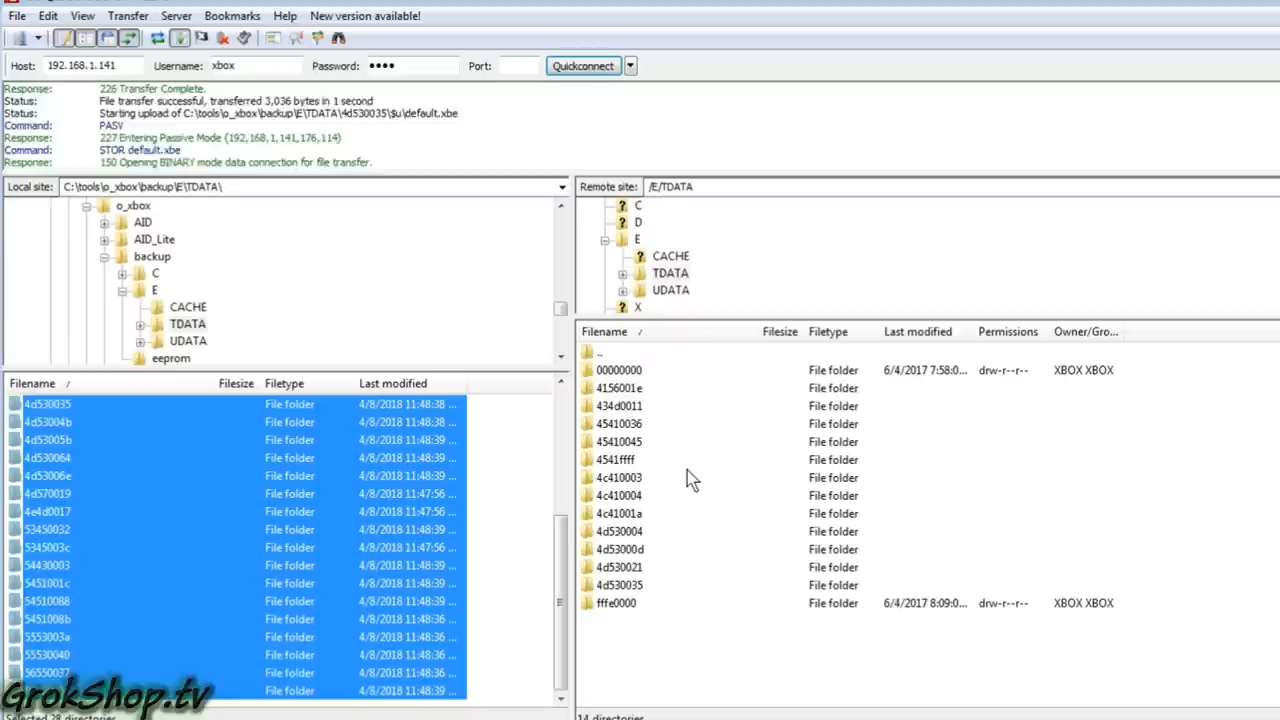 File Edit View Transfer Server Bookmarks Help New version available!
Host: 192.168.1.141 Username: xbox Password: •••• Port: Quickconnect
Response: 226 Transfer Complete.
Status: File transfer successful, transferred 3,036 bytes in 1 second
Status: Starting upload of C:\tools\o_xbox\backup\E\TDATA\4d530035\$u\default.xbe
Command: PASV
Response: 227 Entering Passive Mode (192,168,1,141,176,114)
Command: STOR default.xbe
Response: 150 Opening BINARY mode data connection for file transfer.
Local site: C:\tools\o_xbox\backup\E\TDATA\
o_xbox
AID
AID_Lite
backup
C
E
CACHE
TDATA
UDATA
eeprom
Filename / Filesize Filetype Last modified
4d530035 File folder 4/8/2018 11:48:38 ...
4d53004b File folder 4/8/2018 11:48:38 ...
4d53005b File folder 4/8/2018 11:48:39 ...
4d530064 File folder 4/8/2018 11:48:39 ...
4d53006e File folder 4/8/2018 11:48:39 ...
4d570019 File folder 4/8/2018 11:47:56 ...
4e4d0017 File folder 4/8/2018 11:47:56 ...
53450032 File folder 4/8/2018 11:48:39 ...
5345003c File folder 4/8/2018 11:47:56 ...
54430003 File folder 4/8/2018 11:48:39 ...
5451001c File folder 4/8/2018 11:48:39 ...
54510088 File folder 4/8/2018 11:48:39 ...
5451008b File folder 4/8/2018 11:48:36 ...
5553003a File folder 4/8/2018 11:48:36 ...
55530040 File folder 4/8/2018 11:48:36 ...
56550037 File folder 4/8/2018 11:48:36 ...
File folder 4/8/2018 11:48:39 ...
Selected 28 directories
Remote site: /E/TDATA
? C
? D
E
? CACHE
TDATA
UDATA
? X
Filename / Filesize Filetype Last modified Permissions Owner/Gro...
..
00000000 File folder 6/4/2017 7:58:0... drw-r--r-- XBOX XBOX
4156001e File folder
434d0011 File folder
45410036 File folder
45410045 File folder
4541ffff File folder
4c410003 File folder
4c410004 File folder
4c41001a File folder
4d530004 File folder
4d53000d File folder
4d530021 File folder
4d530035 File folder
fffe0000 File folder 6/4/2017 8:09:0... drw-r--r-- XBOX XBOX
14 directories
GrokShop.tv